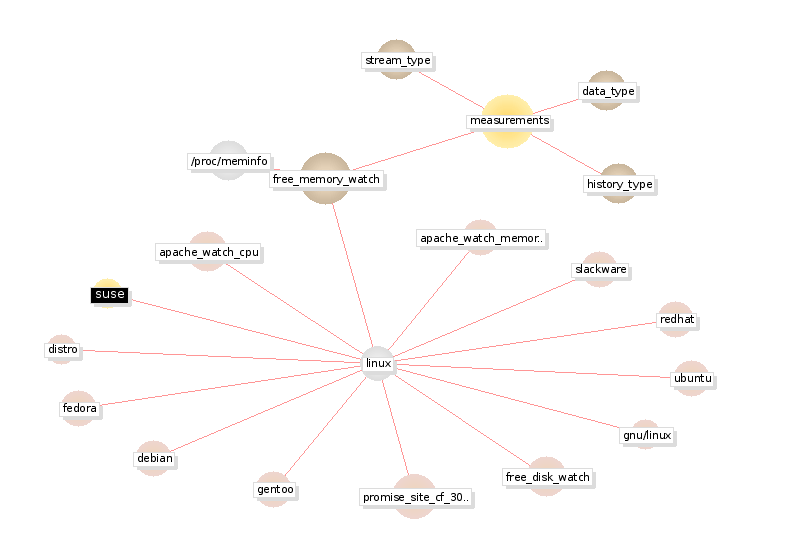 stream_type
data_type
measurements
/proc/meminfo
free_memory_watch
history_type
apache_watch_memor..
apache_watch_cpu
slackware
suse
redhat
distro
linux
ubuntu
fedora
gnu/linux
debian
free_disk_watch
gentoo
promise_site_cf_30..